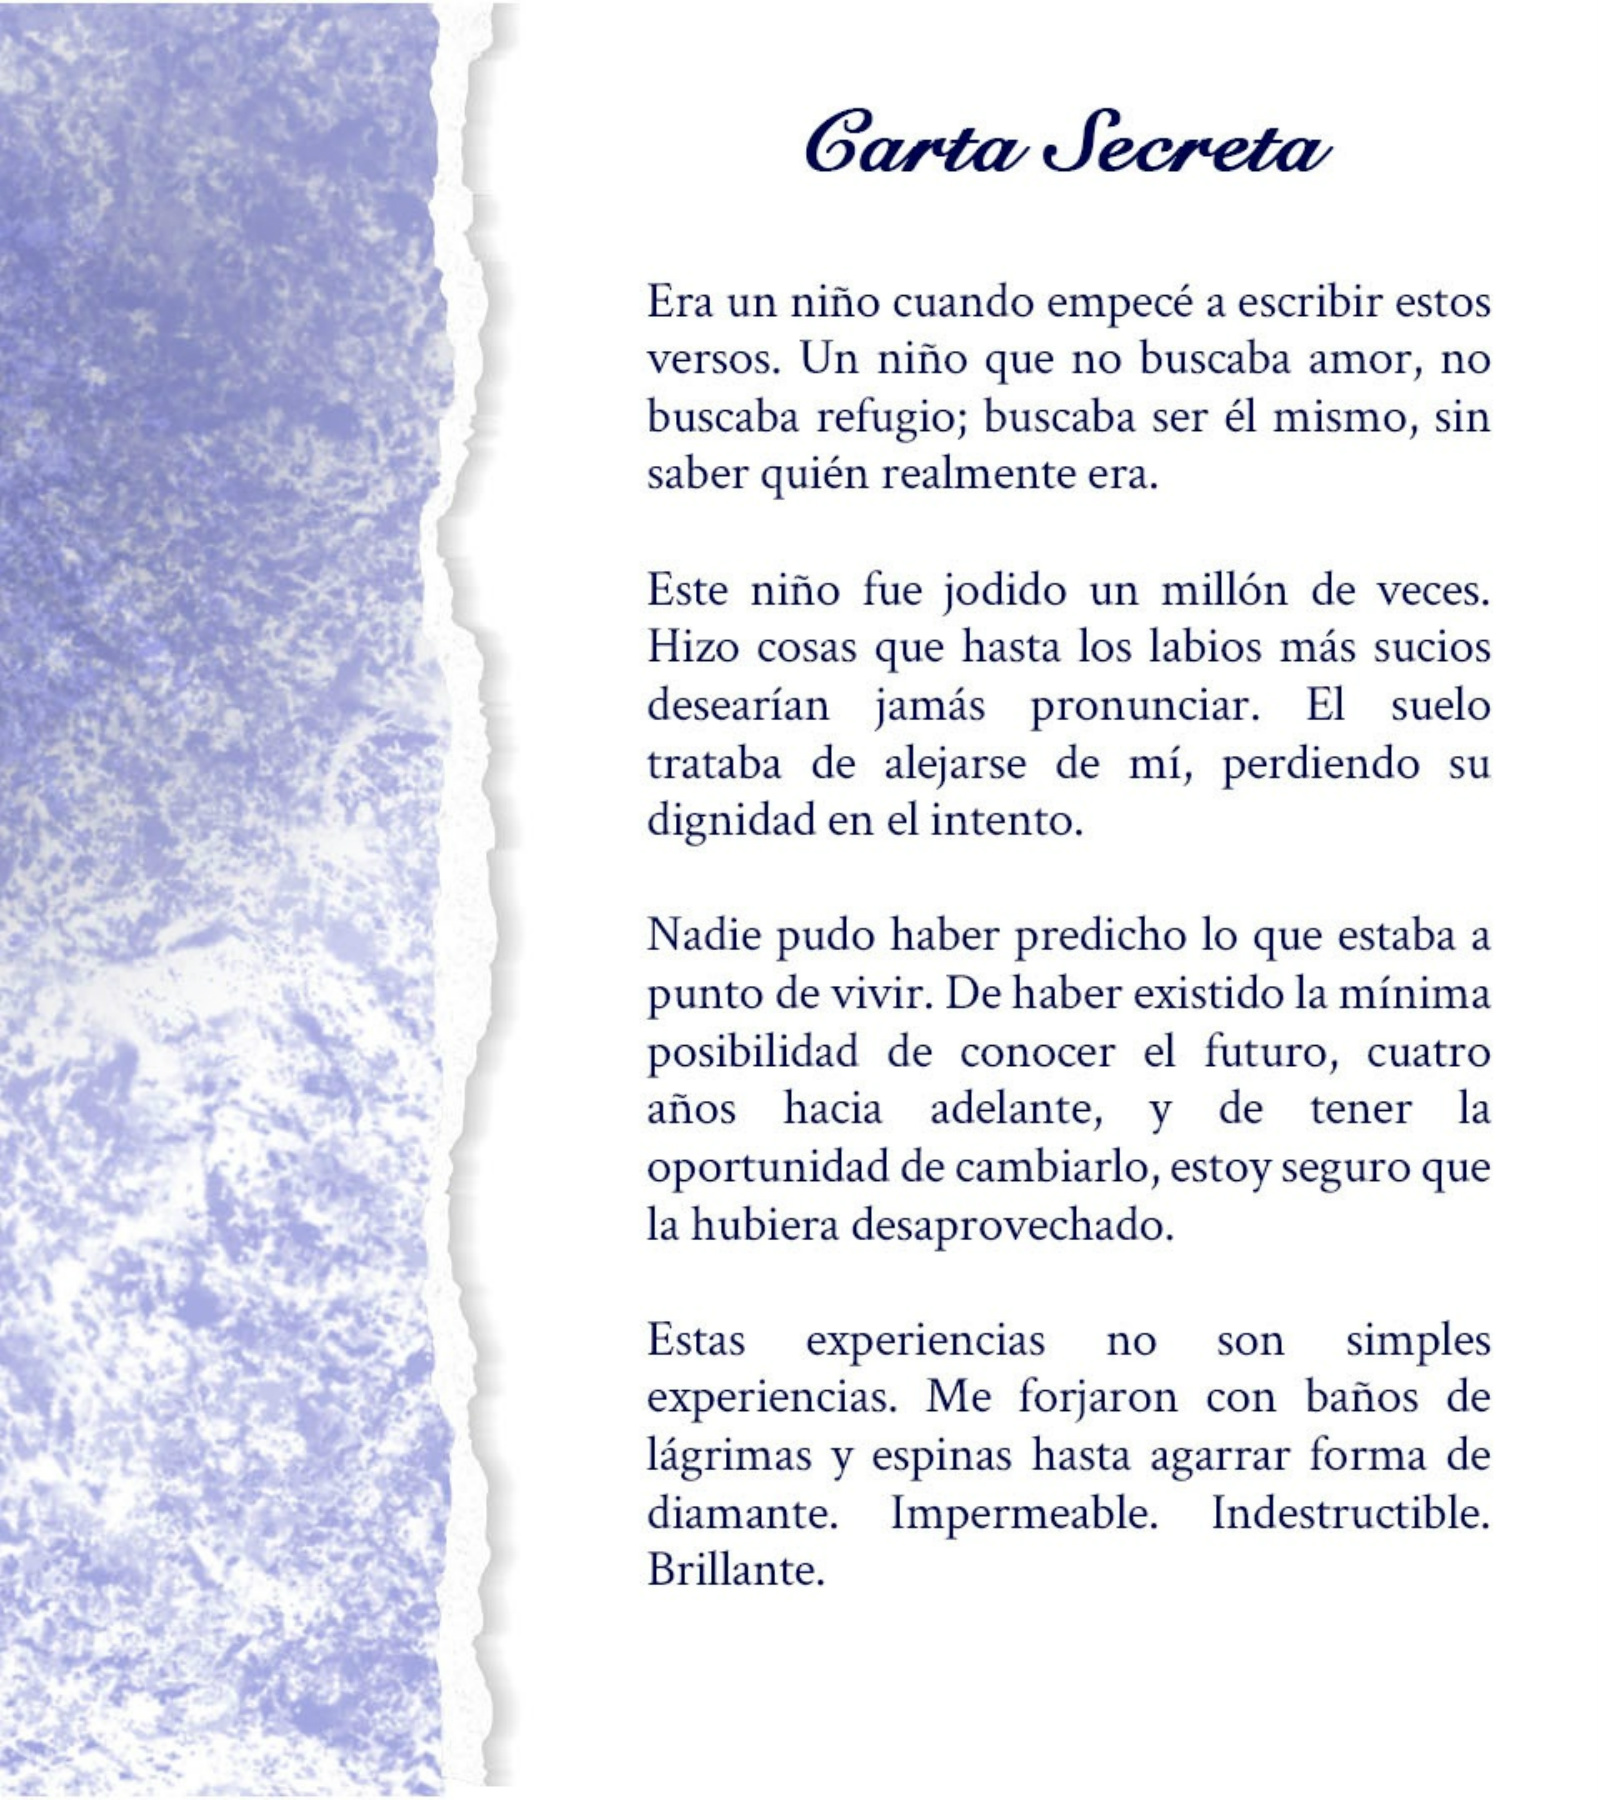 Carta Secreta
Era un niño cuando empecé a escribir estos
versos. Un niño que no buscaba amor, no
buscaba refugio; buscaba ser él mismo, sin
saber quién realmente era.
Este niño fue jodido un millón de veces.
Hizo cosas que hasta los labios más sucios
desearían jamás pronunciar. El suelo
trataba de alejarse de mí, perdiendo su
dignidad en el intento.
Nadie pudo haber predicho lo que estaba a
punto de vivir. De haber existido la mínima
posibilidad de conocer el futuro, cuatro
años hacia adelante, y de tener la
oportunidad de cambiarlo, estoy seguro que
la hubiera desaprovechado.
Estas experiencias no son simples
experiencias. Me forjaron con baños de
lágrimas y espinas hasta agarrar forma de
diamante. Impermeable. Indestructible.
Brillante.